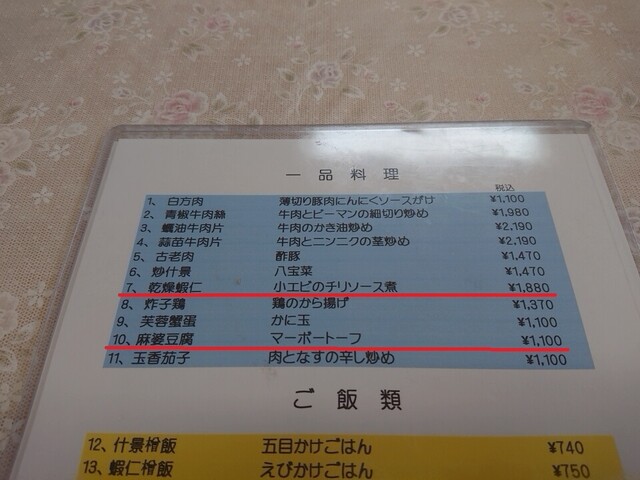 一品料理
税込
1、白方肉 薄切り豚肉にんにくソースがけ ¥1,100
2、青椒牛肉絲 牛肉とピーマンの細切り炒め ¥1,980
3、蠣油牛肉片 牛肉のかき油炒め ¥2,190
4、蒜苗牛肉片 牛肉とニンニクの茎炒め ¥2,190
5、古老肉 酢豚 ¥1,470
6、炒什景 八宝菜 ¥1,470
7、乾燥蝦仁 小エビのチリソース煮 ¥1,880
8、炸子鶏 鶏のから揚げ ¥1,370
9、芙蓉蟹蛋 かに玉 ¥1,100
10、麻婆豆腐 マーボートーフ ¥1,100
11、玉香茄子 肉となすの辛し炒め ¥1,100
ご飯類
12、什景桧飯 五目かけごはん ¥740
13、蝦仁桧飯 えびかけごはん ¥750